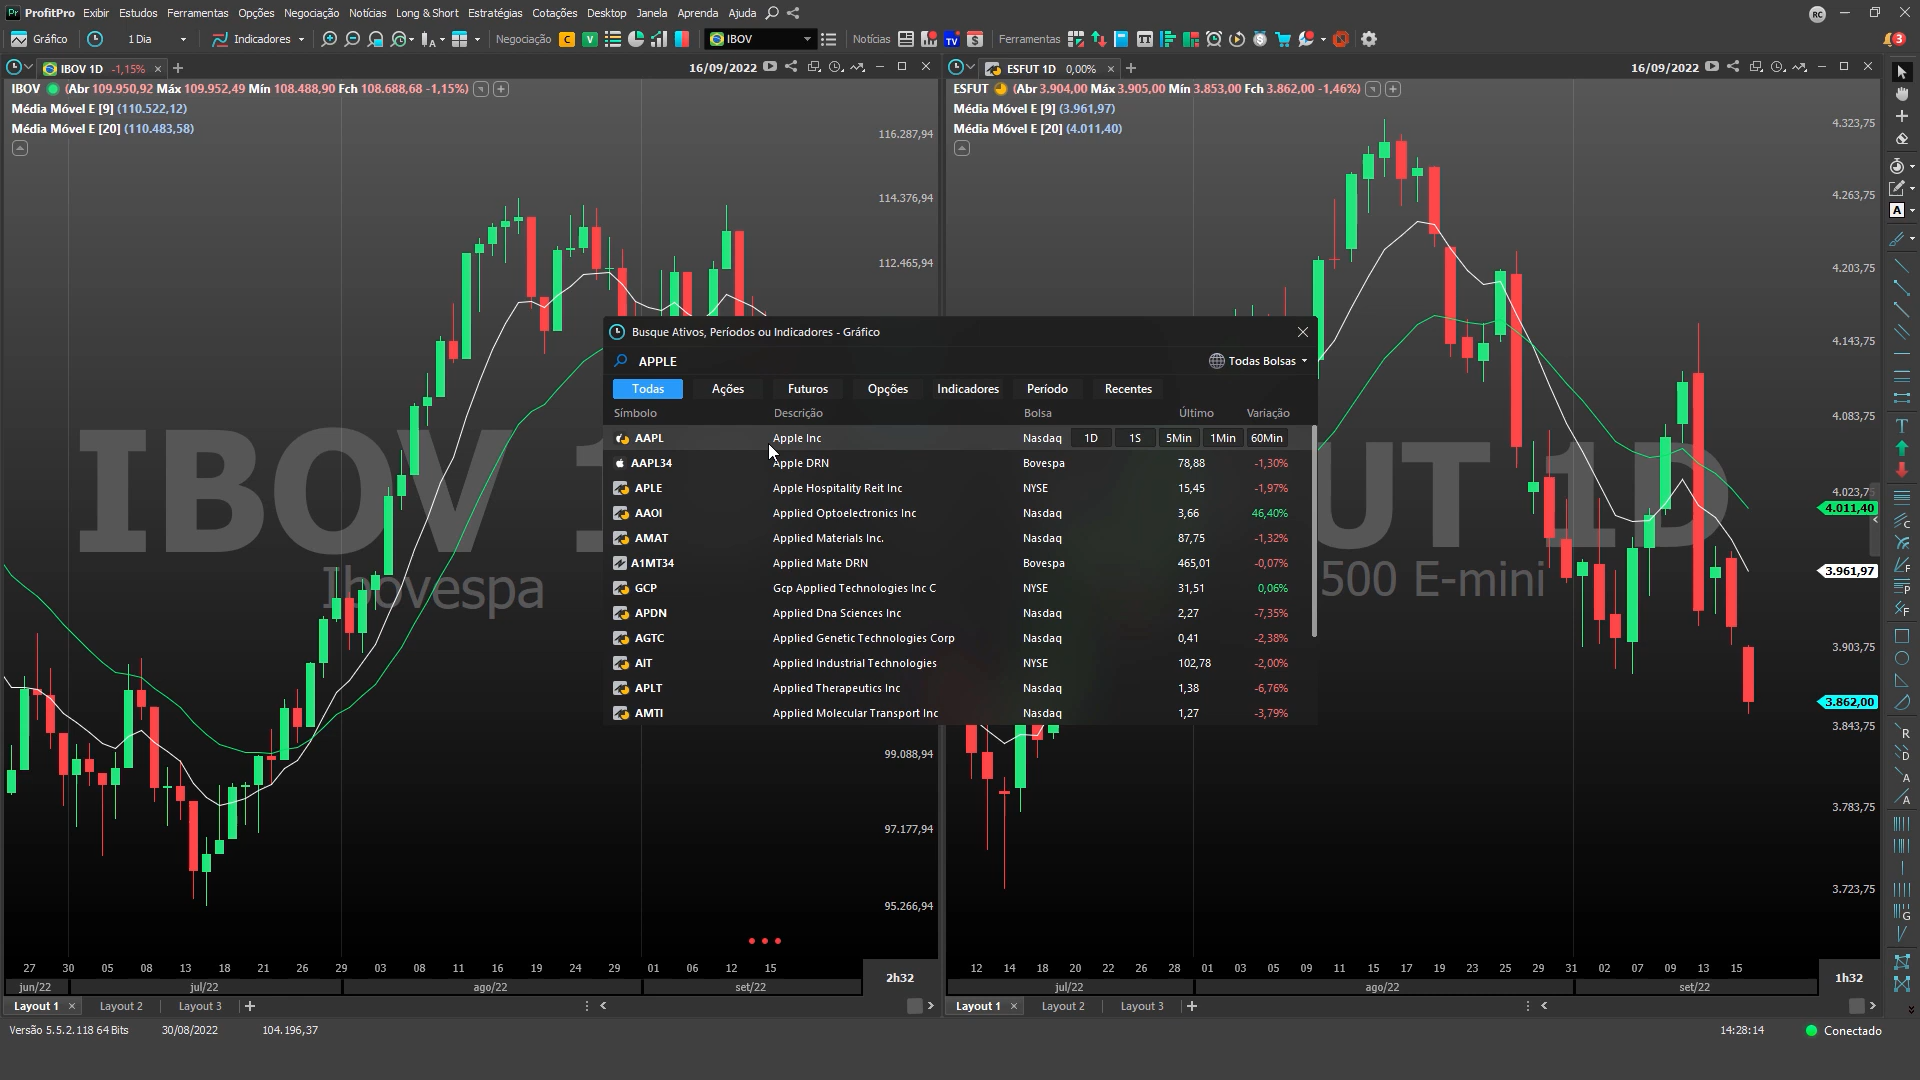 Pr ProfitPro Exibir Estudos Ferramentas Opções Negociação Notícias Long & Short Estratégias Cotações Desktop Janela Aprenda Ajuda RC
Gráfico 1 Dia Indicadores Negociação C V IBOV Notícias TV $ Ferramentas 3
IBOV 1D -1,15% × + 16/09/2022
IBOV (Abr 109.950,92 Máx 109.952,49 Mín 108.488,90 Fch 108.688,68 -1,15%)
Média Móvel E [9] (110.522,12)
Média Móvel E [20] (110.483,58)
116.287,94
114.376,94
112.465,94
99.088,94
97.177,94
95.266,94
IBOV 1
Ibovespa
27 30 05 08 13 18 21 26 29 03 08 11 16 19 24 29 01 06 12 15
jun/22 jul/22 ago/22 set/22
2h32
Layout 1 × Layout 2 Layout 3 +
ESFUT 1D 0,00% × + 16/09/2022
ESFUT (Abr 3.904,00 Máx 3.905,00 Mín 3.853,00 Fch 3.862,00 -1,46%)
Média Móvel E [9] (3.961,97)
Média Móvel E [20] (4.011,40)
4.323,75
4.263,75
4.203,75
4.143,75
4.083,75
4.023,75
4.011,40
3.961,97
3.903,75
3.862,00
3.843,75
3.783,75
3.723,75
UT 1D
500 E-mini
12 14 18 20 22 26 28 01 03 05 09 11 15 17 19 23 25 29 31 02 07 09 13 15
jul/22 ago/22 set/22
1h32
Layout 1 × Layout 2 Layout 3 +
Busque Ativos, Períodos ou Indicadores - Gráfico
APPLE Todas Bolsas
Todas Ações Futuros Opções Indicadores Período Recentes
Símbolo Descrição Bolsa Último Variação
AAPL Apple Inc Nasdaq 1D 1S 5Min 1Min 60Min
AAPL34 Apple DRN Bovespa 78,88 -1,30%
APLE Apple Hospitality Reit Inc NYSE 15,45 -1,97%
AAOI Applied Optoelectronics Inc Nasdaq 3,66 46,40%
AMAT Applied Materials Inc. Nasdaq 87,75 -1,32%
A1MT34 Applied Mate DRN Bovespa 465,01 -0,07%
GCP Gcp Applied Technologies Inc C NYSE 31,51 0,06%
APDN Applied Dna Sciences Inc Nasdaq 2,27 -7,35%
AGTC Applied Genetic Technologies Corp Nasdaq 0,41 -2,38%
AIT Applied Industrial Technologies NYSE 102,78 -2,00%
APLT Applied Therapeutics Inc Nasdaq 1,38 -6,76%
AMTI Applied Molecular Transport Inc Nasdaq 1,27 -3,79%
A
T
C
F
P
F
R
D
A
A
G
Versão 5.5.2.118 64 Bits 30/08/2022 104.196,37 14:28:14 Conectado